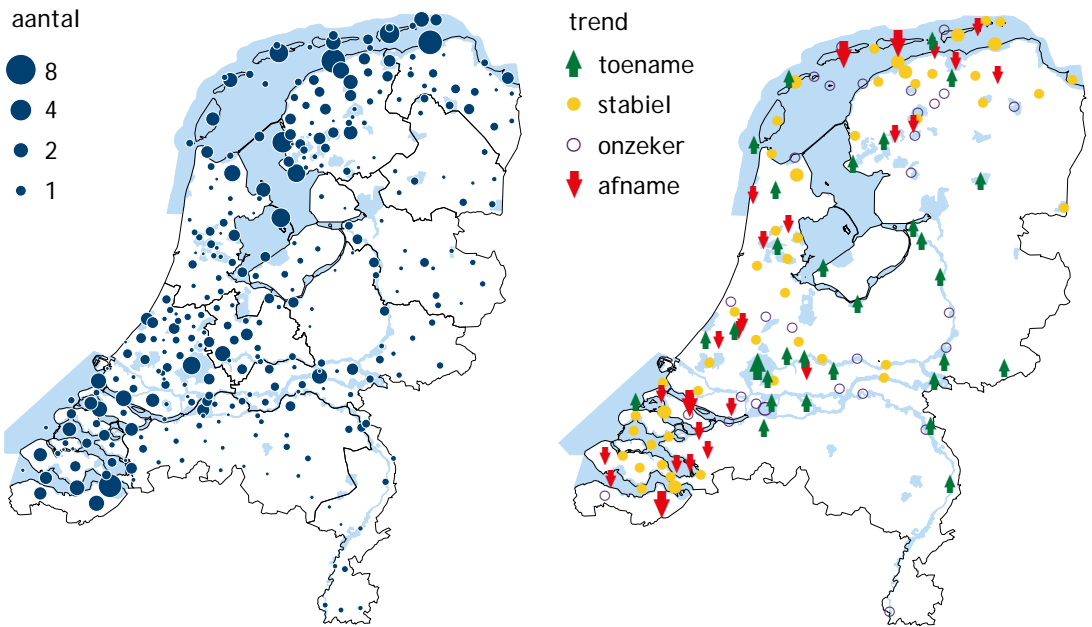 aantal
8
4
2
1
trend
toename
stabiel
onzeker
afname